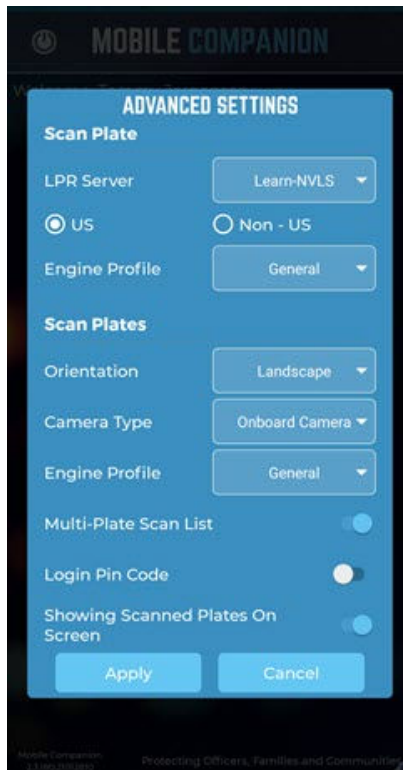 MOBILE COMPANION
ADVANCED SETTINGS
Scan Plate
LPR Server
Learn-NVLS
US
Non - US
Engine Profile
General
Scan Plates
Orientation
Landscape
Camera Type
Onboard Camera
Engine Profile
General
Multi-Plate Scan List
Login Pin Code
Showing Scanned Plates On
Screen
Apply
Cancel
Mobile Companion
Protecting Officers, Families and Communities